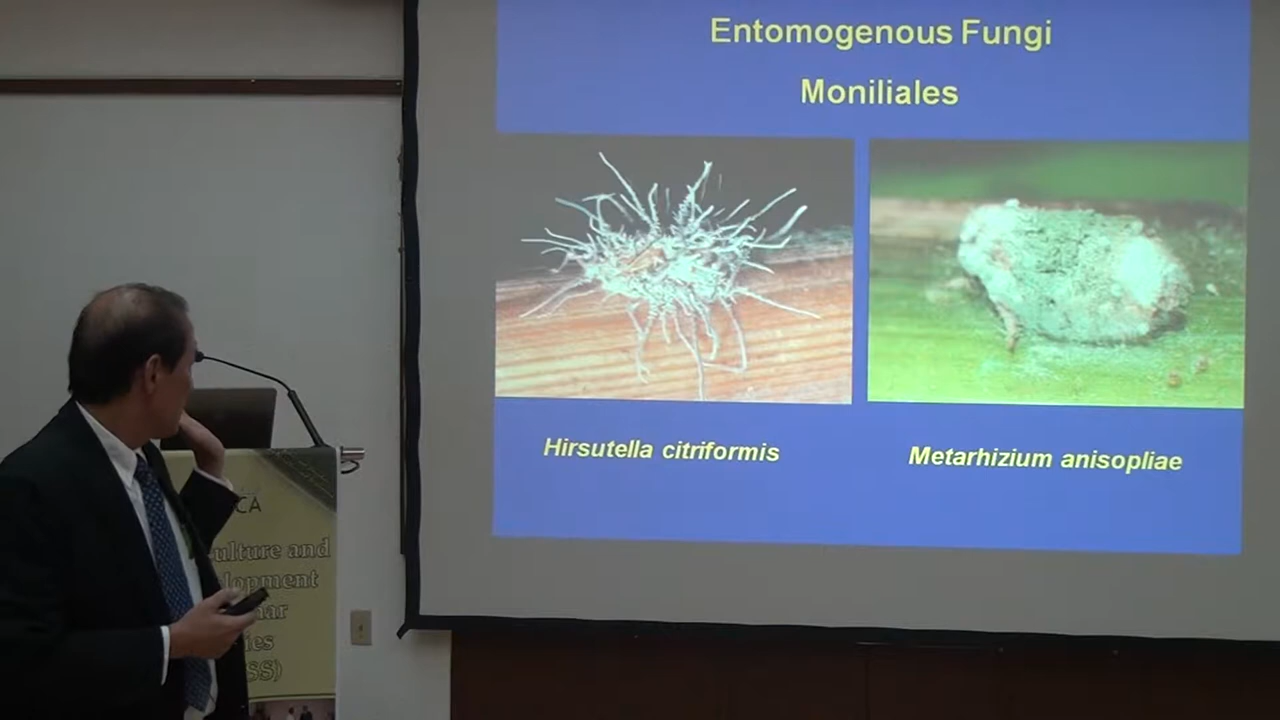 Entomogenous Fungi
Moniliales
Hirsutella citriformis
Metarhizium anisopliae
CA
ulture and
lopment
nar
ies
SS)